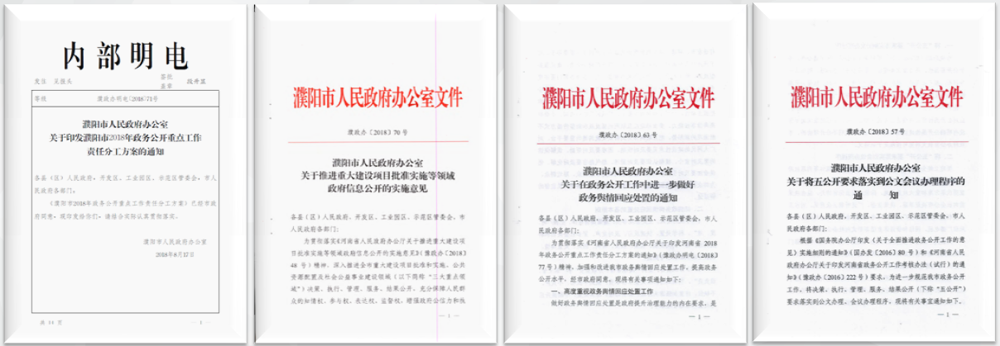 内部明电
发往 签批盖章
等级 濮政办明电〔2018〕71号
濮阳市人民政府办公室
关于印发濮阳市2018年政务公开重点工作
责任分工方案的通知
各县（区）人民政府，开发区、工业园区、示范区管委会，市人
民政府各部门：
《濮阳市2018年政务公开重点工作责任分工方案》已经市政
府同意，现印发给你们，请结合实际认真贯彻落实。
濮阳市人民政府办公室
2018年8月17日
— 1 —
濮阳市人民政府办公室文件
濮政办〔2018〕70号
濮阳市人民政府办公室
关于推进重大建设项目批准实施等领域
政府信息公开的实施意见
各县（区）人民政府、开发区、工业园区、示范区管委会，市
人民政府各部门：
为贯彻落实《河南省人民政府办公厅关于推进重大建设项
目批准实施等领域政府信息公开的实施意见》（豫政办〔2018〕
48 号）精神，深入推进全市重大建设项目批准和实施、公共
资源配置及社会公益事业建设领域（以下简称“三大重点领
域”）决策、执行、管理、服务、结果公开，充分保障人民群
众的知情权、参与权、表达权、监督权，增强政府公信力和执
— 1 —
濮阳市人民政府办公室文件
濮政办〔2018〕63号
濮阳市人民政府办公室
关于在政务公开工作中进一步做好
政务舆情回应处置的通知
各县（区）人民政府、开发区、工业园区、示范区管委会，市人
民政府各部门：
为贯彻落实《河南省人民政府办公厅关于印发河南省 2018
年政务公开重点工作责任分工方案的通知》（豫政办明电〔2018〕
77号）精神，加强和改进我市政务舆情回应处置工作，提高政务
公开水平，经市政府同意，现将有关事项通知如下：
一、高度重视政务舆情回应处置工作
做好政务舆情回应处置是政府提升治理能力的内在要求，是
— 1 —
濮阳市人民政府办公室文件
濮政办〔2018〕57号
濮阳市人民政府办公室
关于将五公开要求落实到公文会议办理程序的
通 知
各县（区）人民政府、开发区、工业园区、示范区管委会，市人
民政府各部门：
根据《国务院办公厅印发〈关于全面推进政务公开工作的意
见〉实施细则的通知》（国办发〔2016〕80 号）和《河南省人民
政府办公厅关于印发河南省政务公开工作考核办法（试行）的通
知》（豫政办〔2016〕222 号）要求，为进一步规范我市政务公开
工作，将决策、执行、管理、服务、结果公开（下称“五公开”）
要求落实到公文办理、会议办理程序，现将有关事宜通知如下。
— 1 —